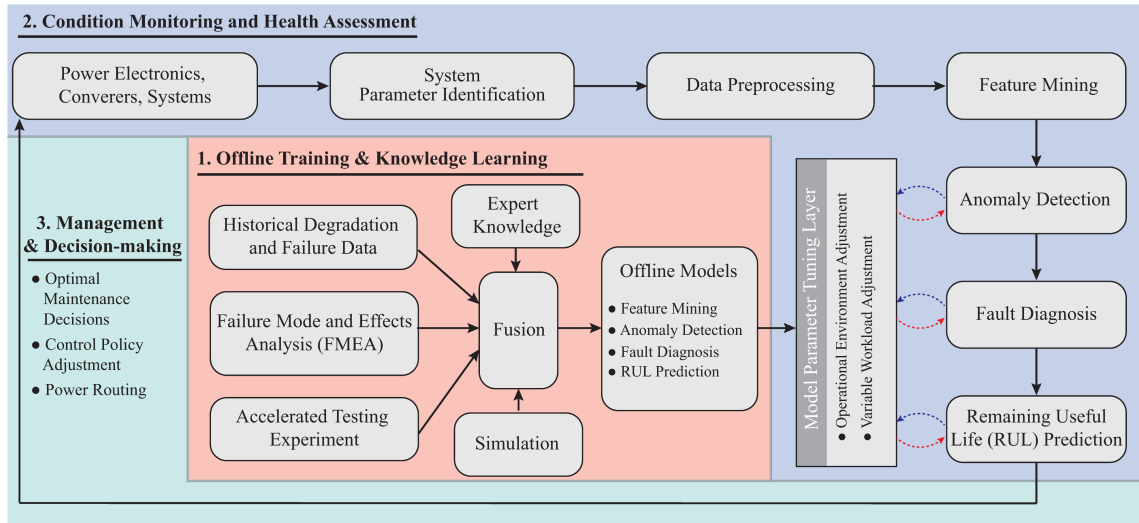 2. Condition Monitoring and Health Assessment
Power Electronics,
Converers, Systems
System
Parameter Identification
Data Preprocessing
Feature Mining
1. Offline Training & Knowledge Learning
Historical Degradation
and Failure Data
Failure Mode and Effects
Analysis (FMEA)
Accelerated Testing
Experiment
Expert
Knowledge
Fusion
Simulation
Offline Models
● Feature Mining
● Anomaly Detection
● Fault Diagnosis
● RUL Prediction
Model Parameter Tuning Layer
● Operational Environment Adjustment
● Variable Workload Adjustment
Anomaly Detection
Fault Diagnosis
Remaining Useful
Life (RUL) Prediction
3. Management
& Decision-making
● Optimal
Maintenance
Decisions
● Control Policy
Adjustment
● Power Routing